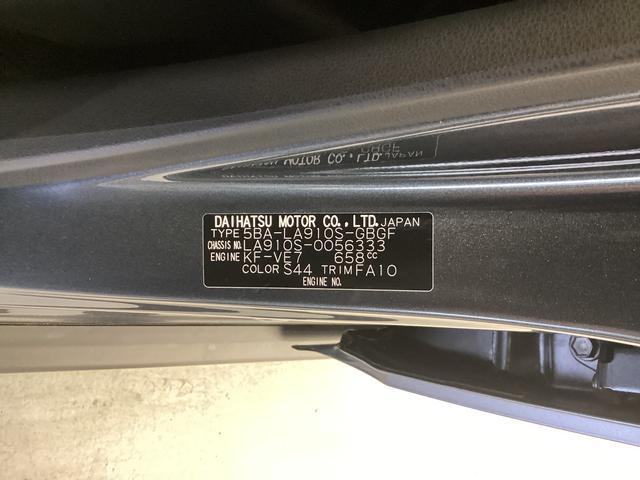 DAIHATSU MOTOR CO.,LTD.JAPAN
TYPE 5BA-LA910S-GBGF
CHASSIS NO. LA910S-0056333
ENGINE KF-VE7 658cc
COLOR S44 TRIM FA10
ENGINE NO.